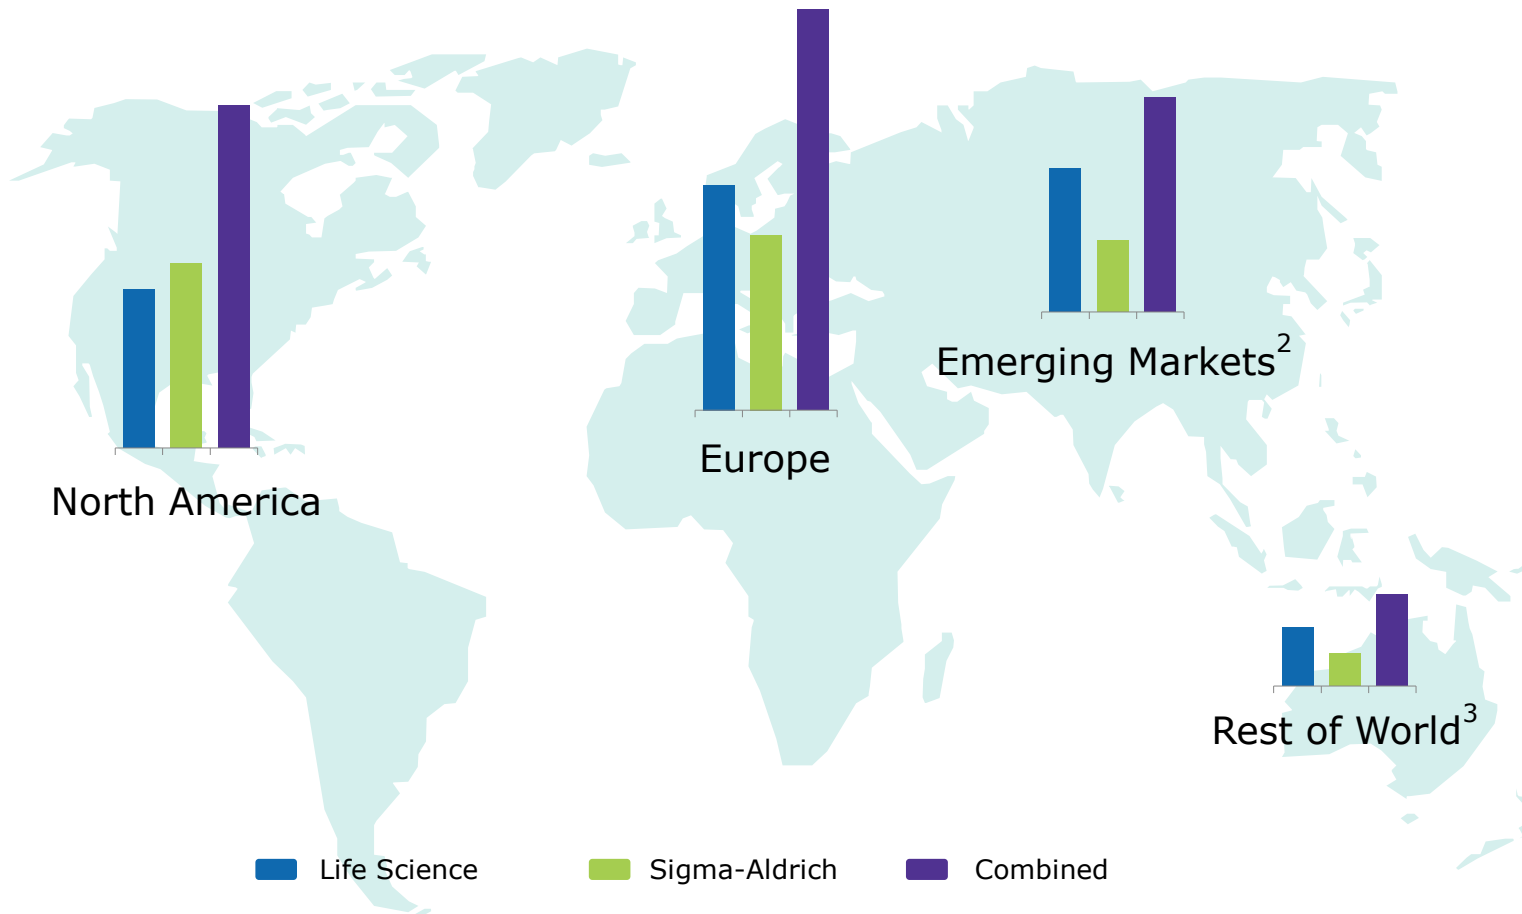 Emerging Markets²
Europe
North America
Rest of World³
Life Science
Sigma-Aldrich
Combined